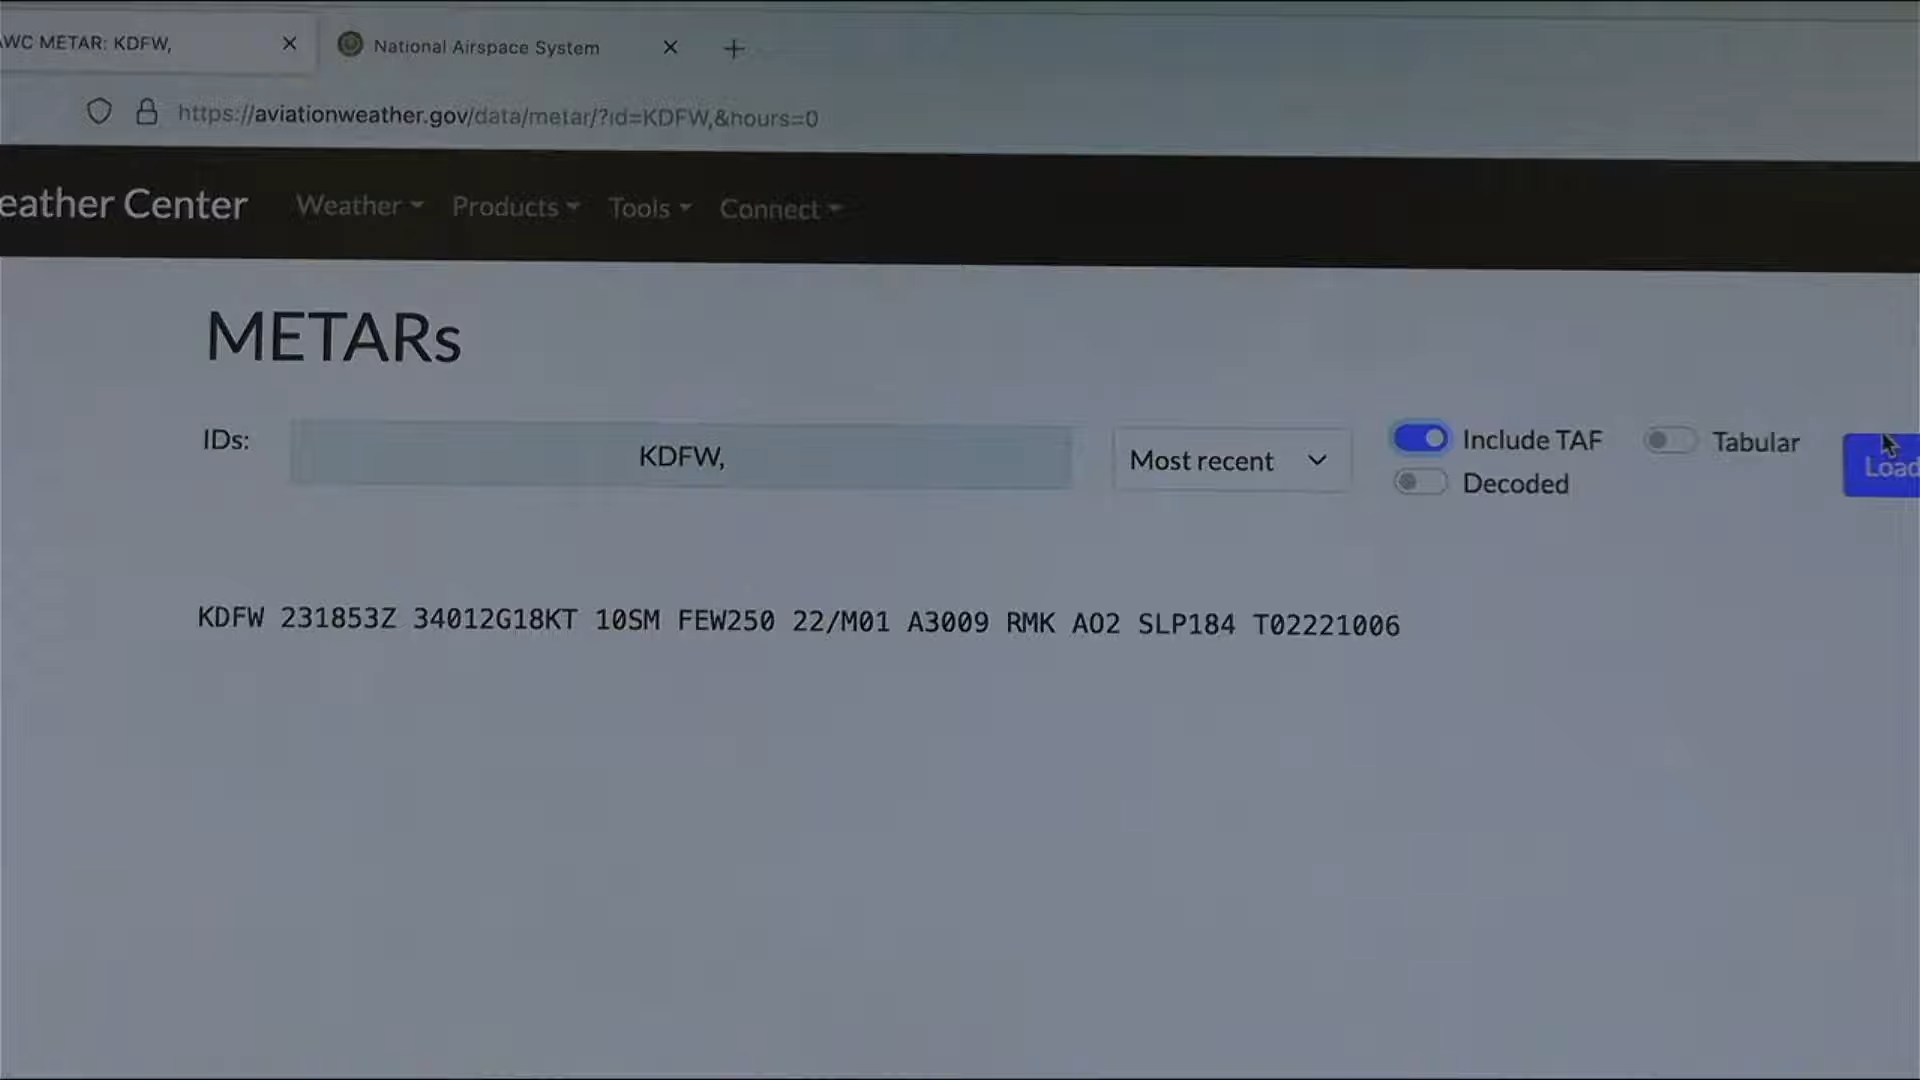 AWC METAR: KDFW,
National Airspace System
https://aviationweather.gov/data/metar/?id=KDFW,&hours=0
eather Center Weather Products Tools Connect
METARs
IDs: KDFW, Most recent Include TAF Tabular Load
Decoded
KDFW 231853Z 34012G18KT 10SM FEW250 22/M01 A3009 RMK AO2 SLP184 T02221006